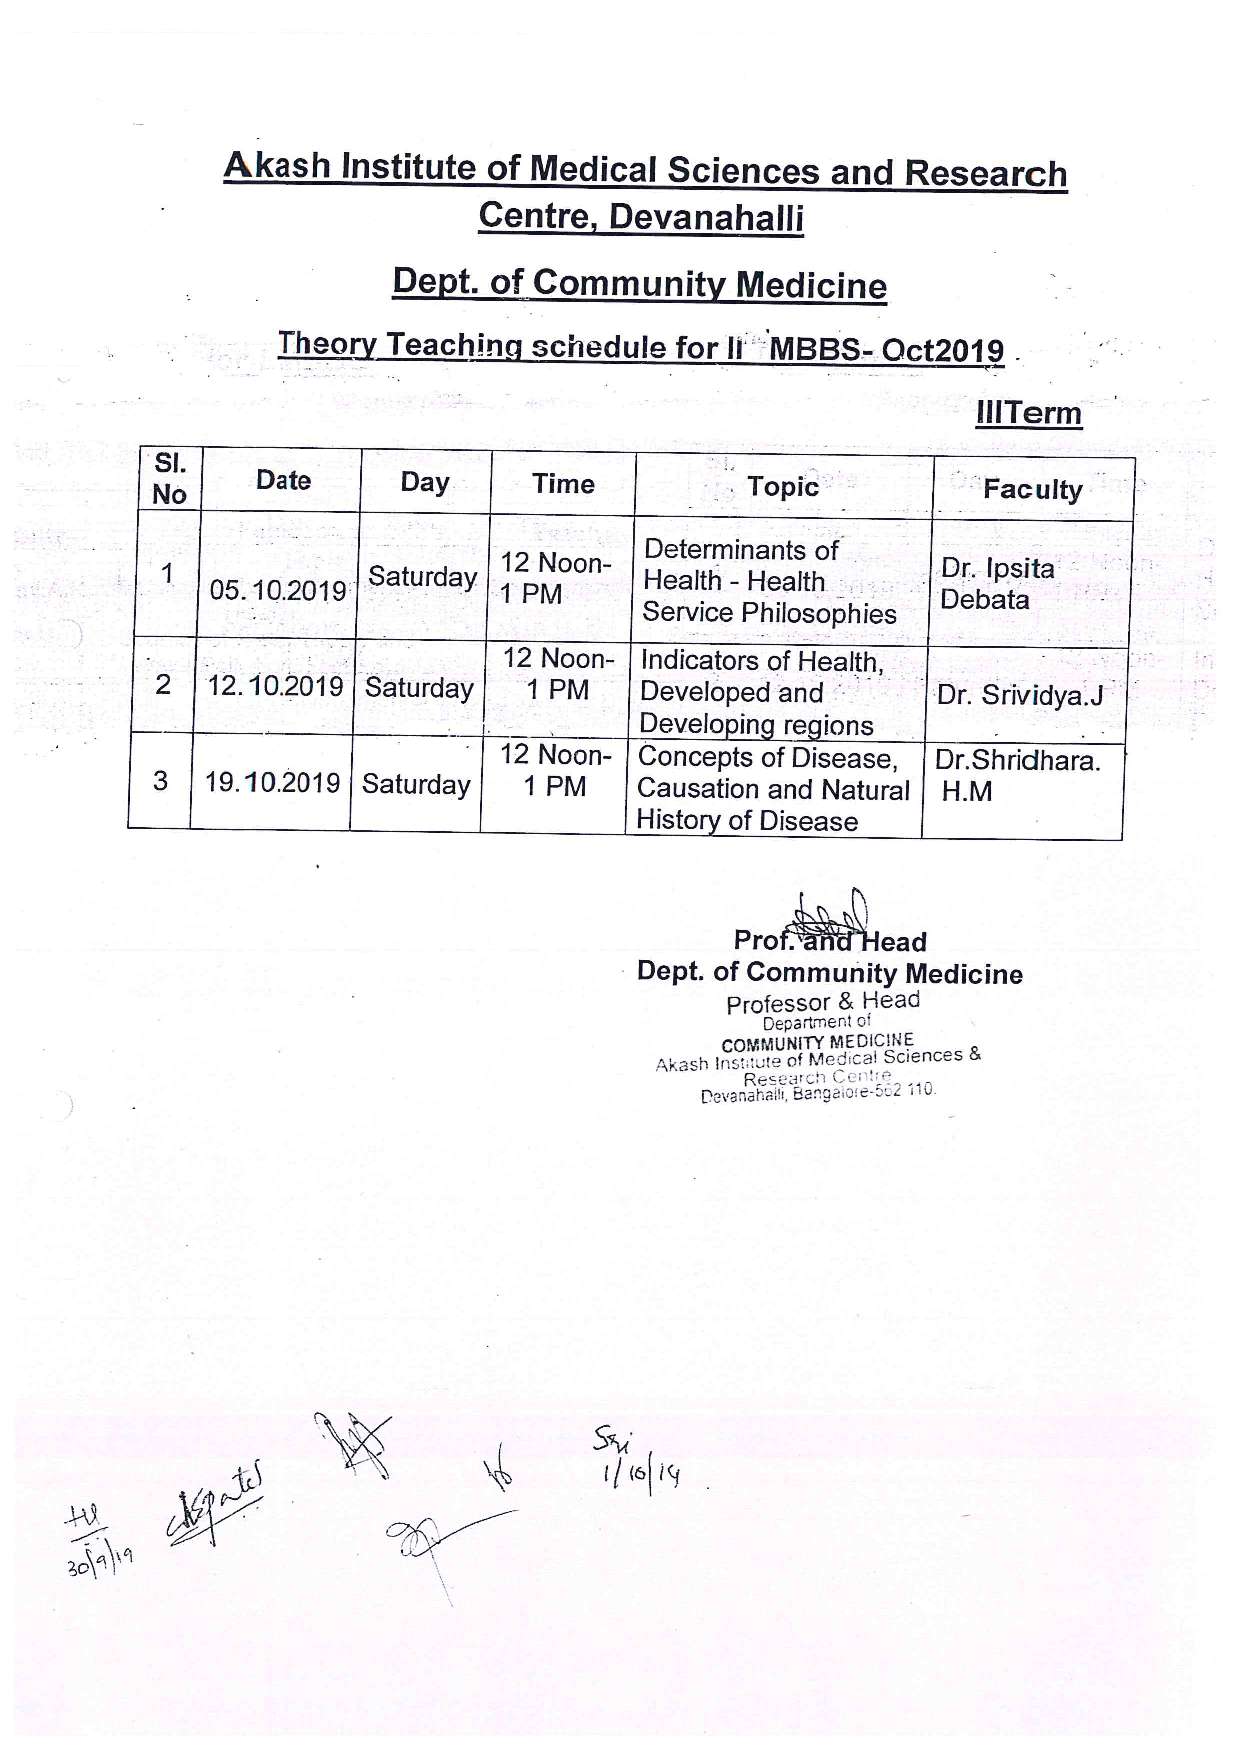 Akash Institute of Medical Sciences and Research
Centre, Devanahalli
Dept. of Community Medicine
Theory Teaching schedule for II MBBS- Oct2019
IIITerm
Sl. No Date Day Time Topic Faculty
1 05.10.2019 Saturday 12 Noon- 1 PM Determinants of Health - Health Service Philosophies Dr. Ipsita Debata
2 12.10.2019 Saturday 12 Noon- 1 PM Indicators of Health, Developed and Developing regions Dr. Srividya.J
3 19.10.2019 Saturday 12 Noon- 1 PM Concepts of Disease, Causation and Natural History of Disease Dr.Shridhara. H.M
Prof. and Head
Dept. of Community Medicine
Professor & Head
Department of
COMMUNITY MEDICINE
Akash Institute of Medical Sciences &
Research Centre
Devanahalli, Bangalore-562 110.
Sri
1/10/19
30/9/19